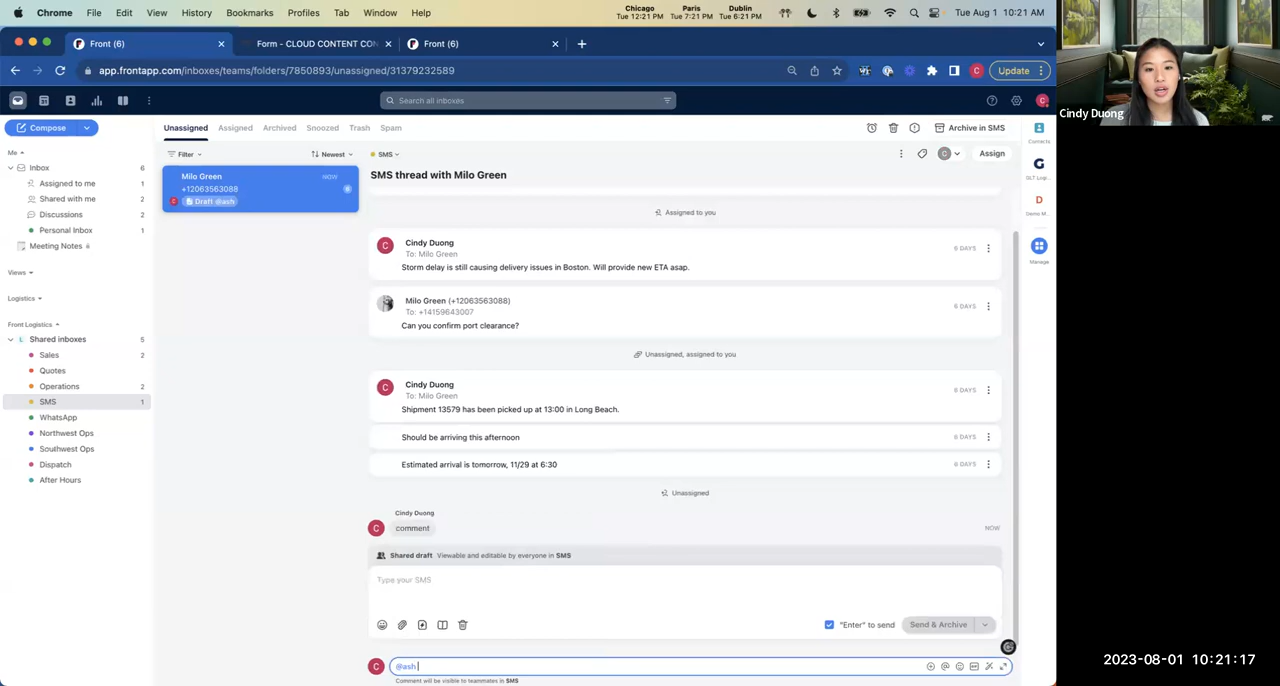 Chrome File Edit View History Bookmarks Profiles Tab Window Help
Chicago Paris Dublin
Tue 12:21 PM Tue 7:21 PM Tue 6:21 PM
Tue Aug 1 10:21 AM
Front (6) Form - CLOUD CONTENT CON Front (6)
app.frontapp.com/inboxes/teams/folders/7850893/unassigned/31379232589
C Update
Search all inboxes
Compose
Unassigned Assigned Archived Snoozed Trash Spam
Archive in SMS
Me
Filter Newest
SMS
C Assign
Inbox 6
Assigned to me 1
Shared with me 2
Discussions 2
Personal Inbox 1
Meeting Notes
Views
Logistics
Front Logistics
L Shared inboxes 5
Sales 2
Quotes
Operations 2
SMS 1
WhatsApp
Northwest Ops
Southwest Ops
Dispatch
After Hours
Milo Green NOW
+12063563088
C Draft @ash
SMS thread with Milo Green
Assigned to you
C Cindy Duong 6 DAYS
To: Milo Green
Storm delay is still causing delivery issues in Boston. Will provide new ETA asap.
Milo Green (+12063563088) 6 DAYS
To: +14159643007
Can you confirm port clearance?
Unassigned, assigned to you
C Cindy Duong 6 DAYS
To: Milo Green
Shipment 13579 has been picked up at 13:00 in Long Beach.
Should be arriving this afternoon 6 DAYS
Estimated arrival is tomorrow, 11/29 at 6:30 6 DAYS
Unassigned
Cindy Duong
C comment NOW
Shared draft Viewable and editable by everyone in SMS
Type your SMS
"Enter" to send Send & Archive
C @ash
Comment will be visible to teammates in SMS
Contacts
G
GLT Logi...
D
Demo M...
Manage
Cindy Duong
2023-08-01 10:21:17